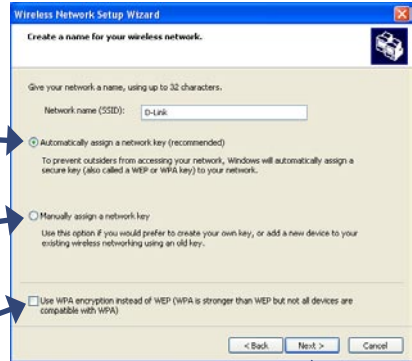 Wireless Network Setup Wizard
Create a name for your wireless network.
Give your network a name, using up to 32 characters.
Network name (SSID): D-Link
Automatically assign a network key (recommended)
To prevent outsiders from accessing your network, Windows will automatically assign a
secure key (also called a WEP or WPA key) to your network.
Manually assign a network key
Use this option if you would prefer to create your own key, or add a new device to your
existing wireless networking using an old key.
Use WPA encryption instead of WEP (WPA is stronger than WEP but not all devices are
compatible with WPA)
< Back Next > Cancel